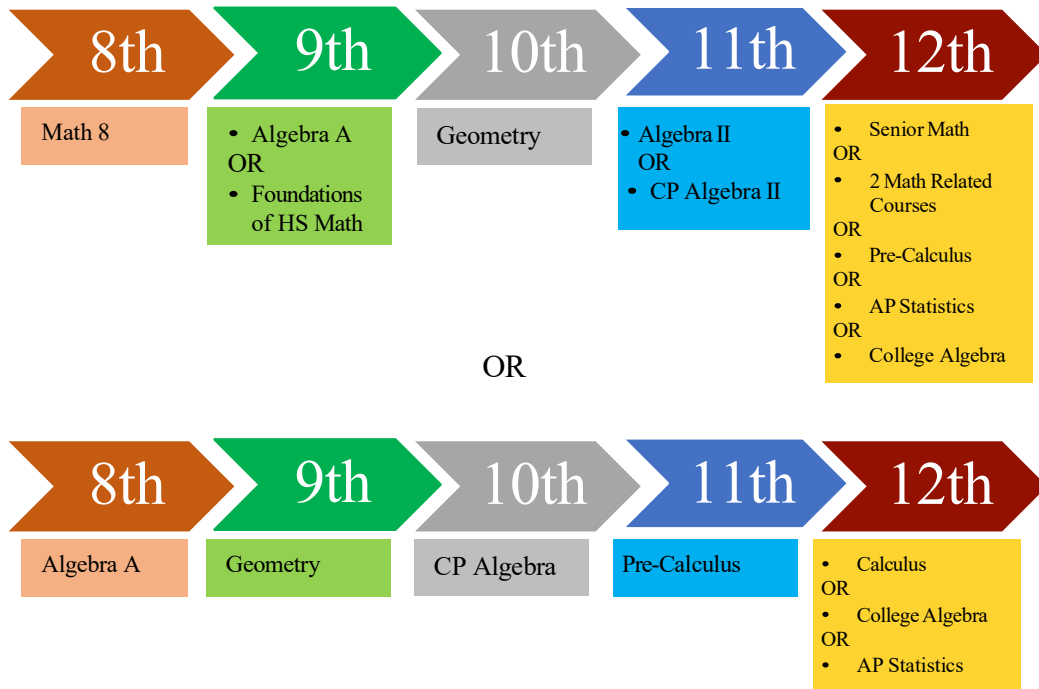 8th
9th
10th
11th
12th
Math 8
• Algebra A
OR
• Foundations
of HS Math
Geometry
• Algebra II
OR
• CP Algebra II
• Senior Math
OR
• 2 Math Related
Courses
OR
• Pre-Calculus
OR
• AP Statistics
OR
• College Algebra
OR
8th
9th
10th
11th
12th
Algebra A
Geometry
CP Algebra
Pre-Calculus
• Calculus
OR
• College Algebra
OR
• AP Statistics